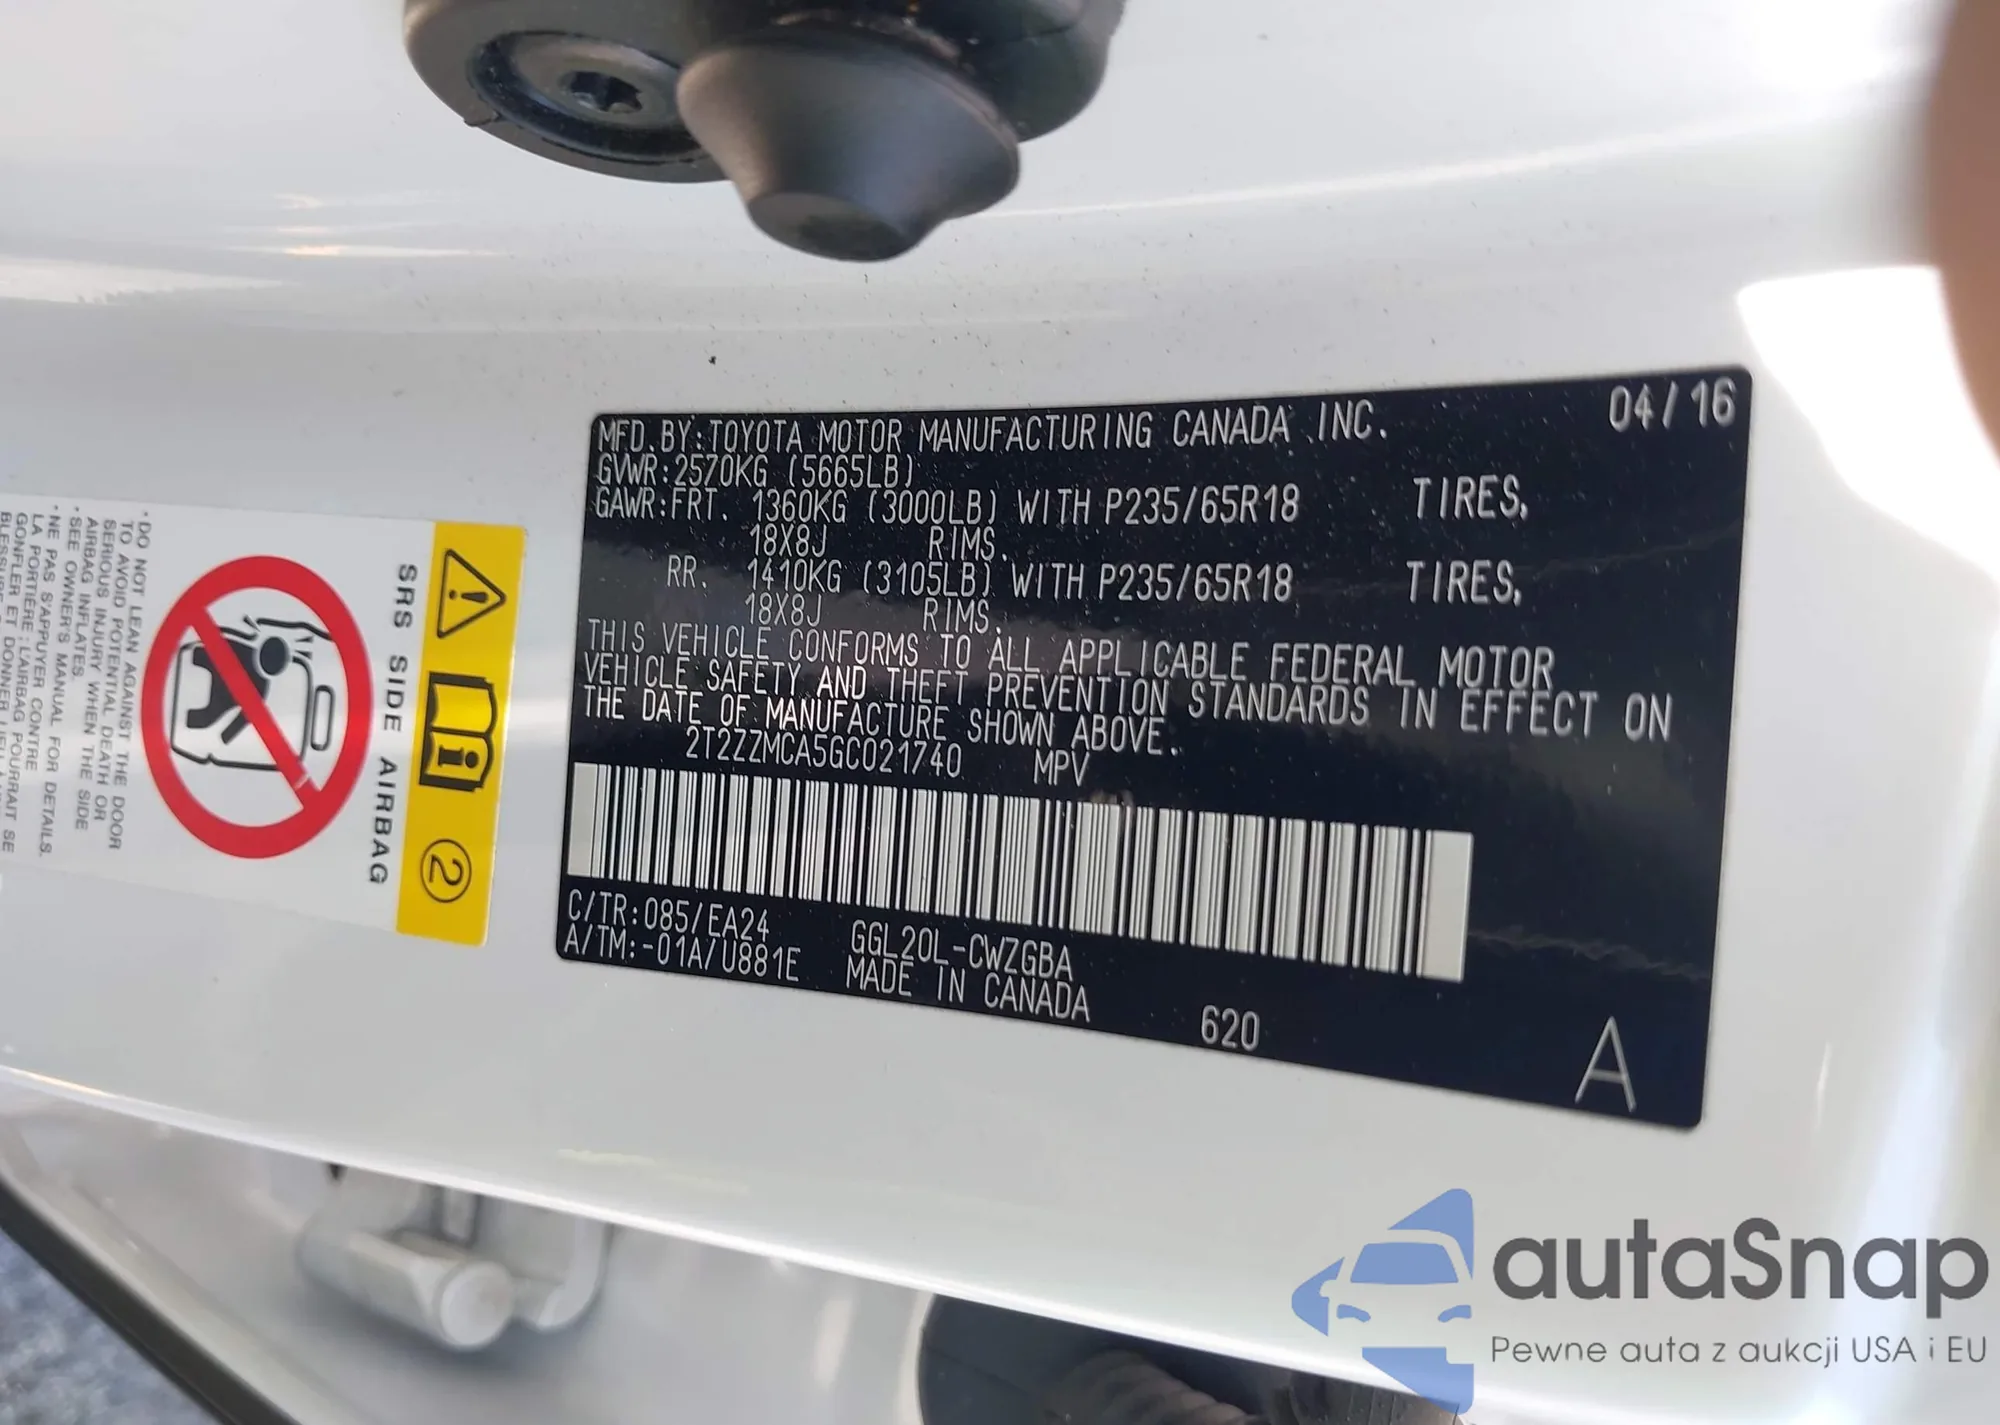 MFD.BY:TOYOTA MOTOR MANUFACTURING CANADA INC. 04/16
GVWR:2570KG (5665LB)
GAWR:FRT. 1360KG (3000LB) WITH P235/65R18 TIRES,
18X8J RIMS.
RR. 1410KG (3105LB) WITH P235/65R18 TIRES,
18X8J RIMS.
THIS VEHICLE CONFORMS TO ALL APPLICABLE FEDERAL MOTOR
VEHICLE SAFETY AND THEFT PREVENTION STANDARDS IN EFFECT ON
THE DATE OF MANUFACTURE SHOWN ABOVE.
2T2ZZMCA5GC021740 MPV
C/TR:085/EA24 GGL20L-CWZGBA
A/TM:-01A/U881E MADE IN CANADA
620
A
2
SRS SIDE AIRBAG
・DO NOT LEAN AGAINST THE DOOR
TO AVOID POTENTIAL DEATH OR
SERIOUS INJURY WHEN THE SIDE
AIRBAG INFLATES.
・SEE OWNER'S MANUAL FOR DETAILS.
・NE PAS S'APPUYER CONTRE
LA PORTIÈRE; L'AIRBAG POURRAIT SE
GONFLER ET DONNER LIEU
autaSnap
Pewne auta z aukcji USA i EU